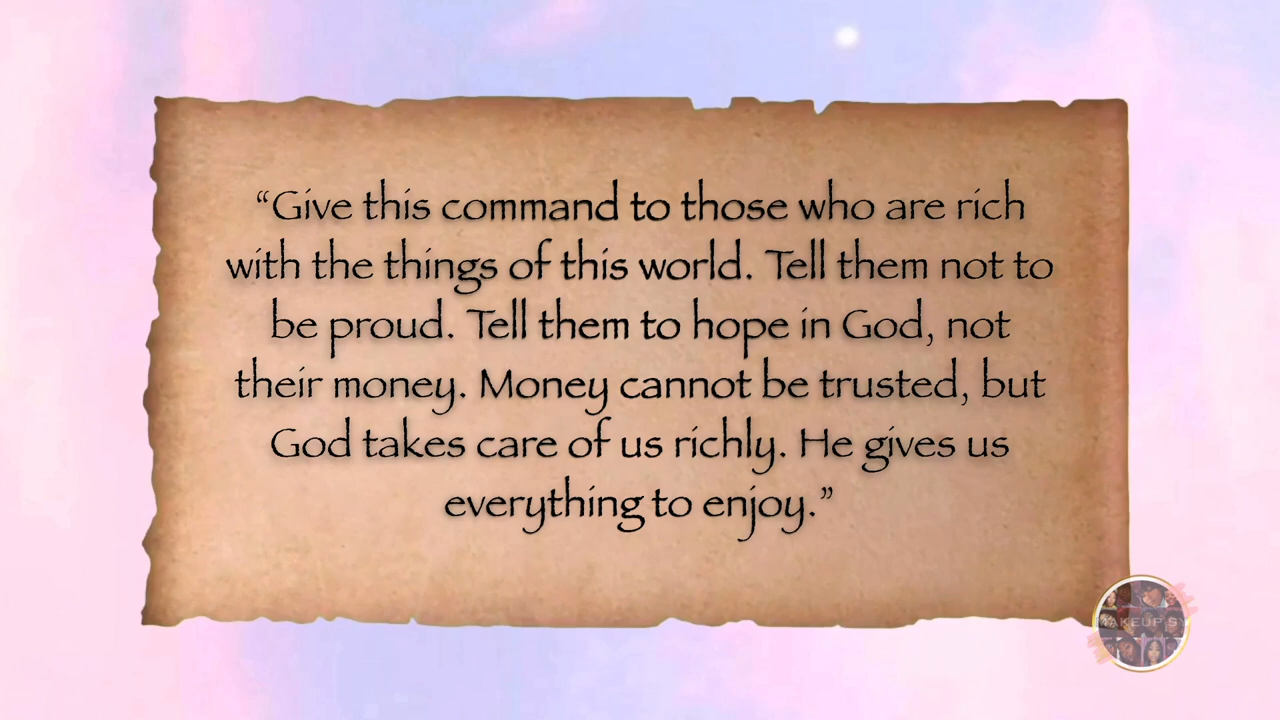 “Give this command to those who are rich
with the things of this world. Tell them not to
be proud. Tell them to hope in God, not
their money. Money cannot be trusted, but
God takes care of us richly. He gives us
everything to enjoy.”